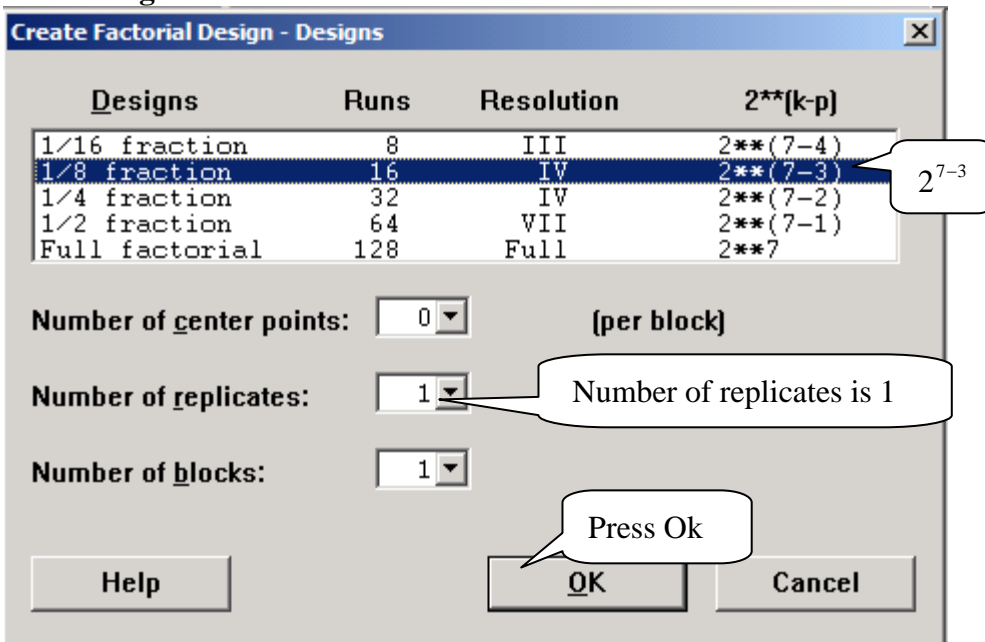 Create Factorial Design - Designs
Designs Runs Resolution 2**(k-p)
1/16 fraction 8 III 2**(7-4)
1/8 fraction 16 IV 2**(7-3)
1/4 fraction 32 IV 2**(7-2)
1/2 fraction 64 VII 2**(7-1)
Full factorial 128 Full 2**7
2^{7-3}
Number of center points: 0 (per block)
Number of replicates: 1
Number of replicates is 1
Number of blocks: 1
Press Ok
Help OK Cancel